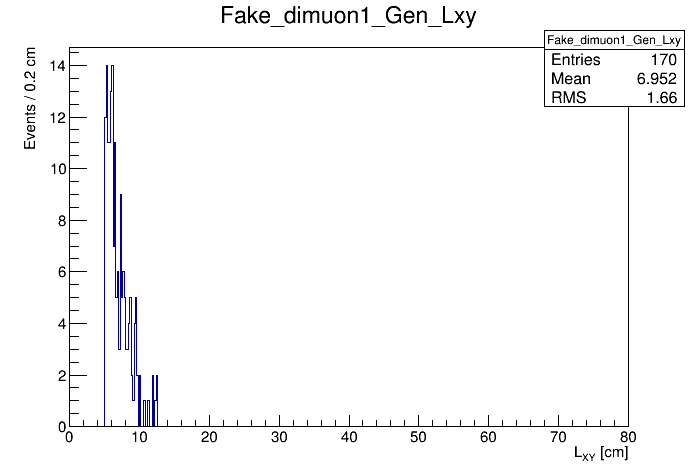 Fake_dimuon1_Gen_Lxy
Fake_dimuon1_Gen_Lxy
Entries 170
Mean 6.952
RMS 1.66
Events / 0.2 cm
14
12
10
8
6
4
2
0
0 10 20 30 40 50 60 70 80
LXY [cm]